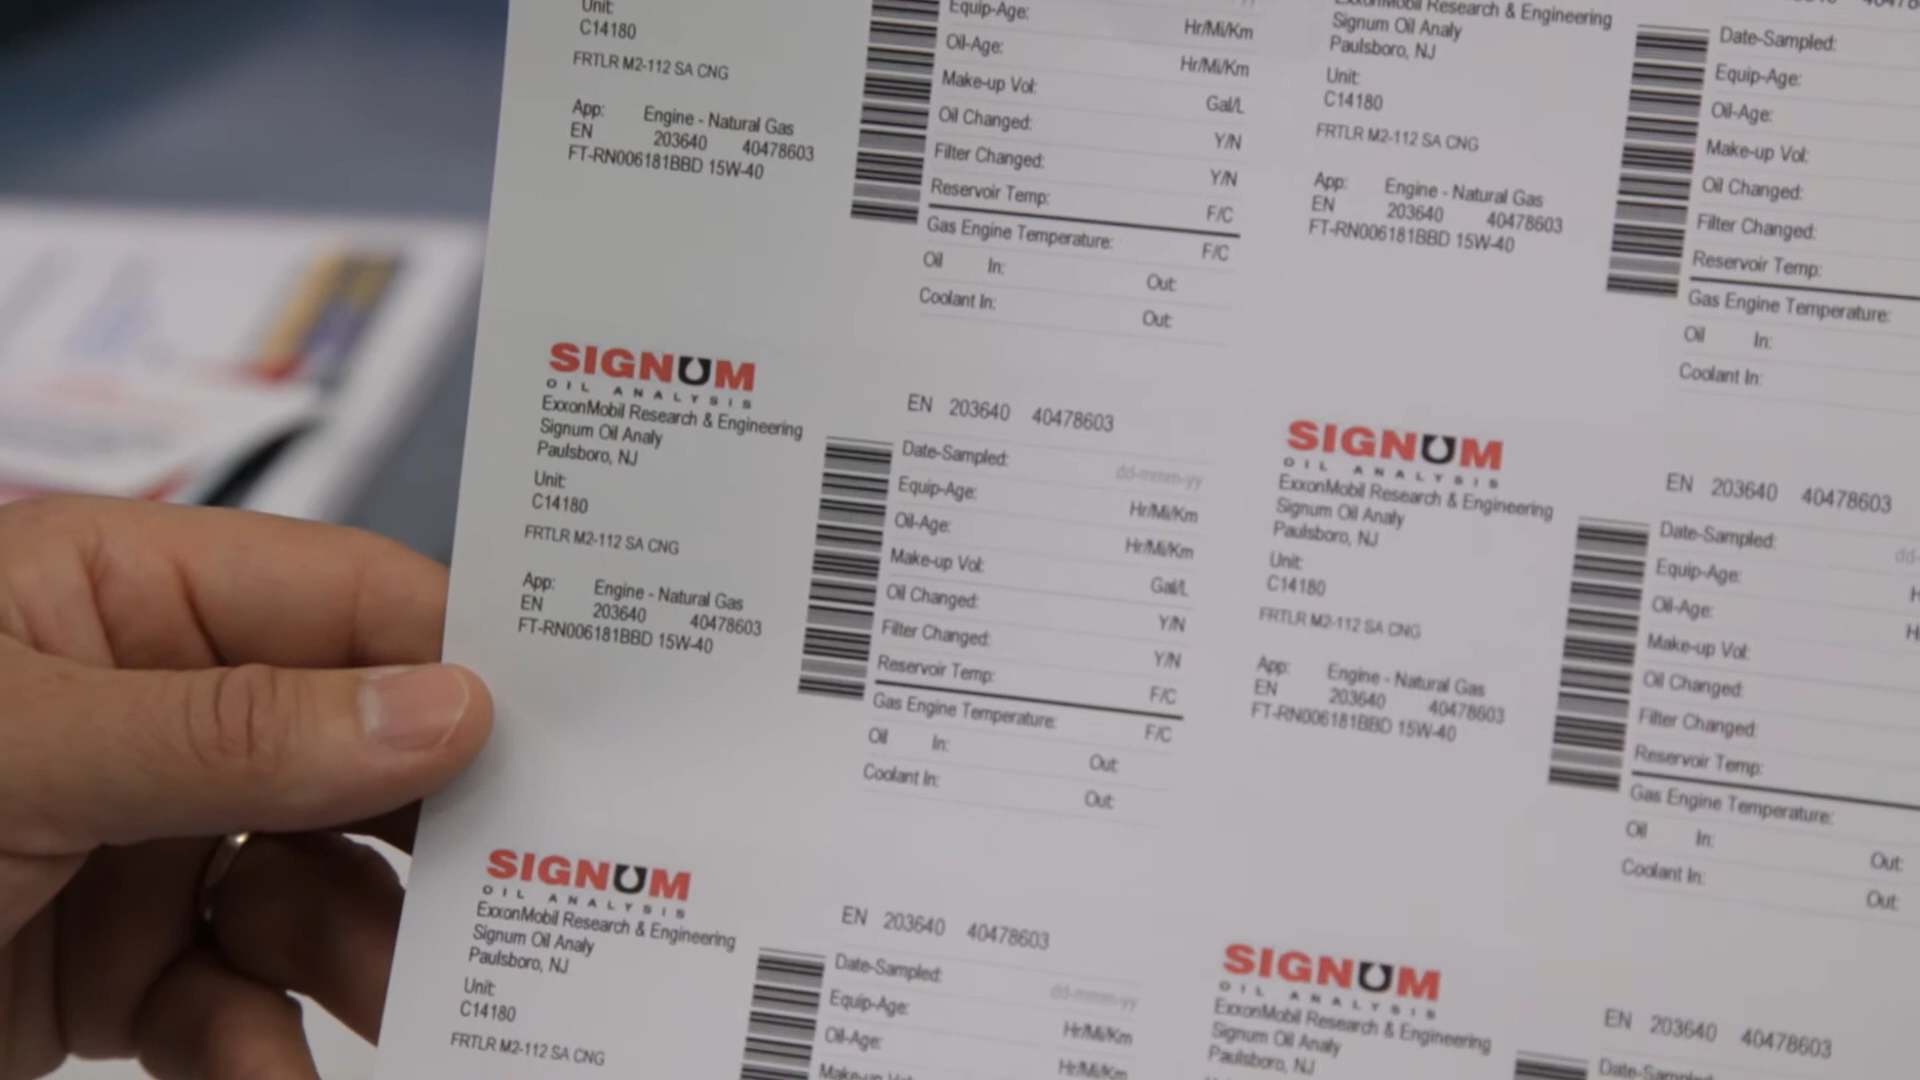 Unit:
C14180
FRTLR M2-112 SA CNG
App: Engine - Natural Gas
EN 203640 40478603
FT-RN006181BBD 15W-40
Equip-Age: Hr/Mi/Km
Oil-Age: Hr/Mi/Km
Make-up Vol: Gal/L
Oil Changed: Y/N
Filter Changed: Y/N
Reservoir Temp: F/C
Gas Engine Temperature: F/C
Oil In: Out:
Coolant In: Out:
ExxonMobil Research & Engineering
Signum Oil Analy
Paulsboro, NJ
Unit:
C14180
FRTLR M2-112 SA CNG
App: Engine - Natural Gas
EN 203640 40478603
FT-RN006181BBD 15W-40
Date-Sampled:
Equip-Age:
Oil-Age:
Make-up Vol:
Oil Changed:
Filter Changed:
Reservoir Temp:
Gas Engine Temperature:
Oil In:
Coolant In:
SIGNUM
OIL ANALYSIS
ExxonMobil Research & Engineering
Signum Oil Analy
Paulsboro, NJ
Unit:
C14180
FRTLR M2-112 SA CNG
App: Engine - Natural Gas
EN 203640 40478603
FT-RN006181BBD 15W-40
EN 203640 40478603
Date-Sampled: dd-mmm-yy
Equip-Age: Hr/Mi/Km
Oil-Age: Hr/Mi/Km
Make-up Vol: Gal/L
Oil Changed: Y/N
Filter Changed: Y/N
Reservoir Temp: F/C
Gas Engine Temperature: F/C
Oil In: Out:
Coolant In: Out:
SIGNUM
OIL ANALYSIS
ExxonMobil Research & Engineering
Signum Oil Analy
Paulsboro, NJ
Unit:
C14180
FRTLR M2-112 SA CNG
App: Engine - Natural Gas
EN 203640 40478603
FT-RN006181BBD 15W-40
EN 203640 40478603
Date-Sampled: dd-
Equip-Age: H
Oil-Age: H
Make-up Vol:
Oil Changed:
Filter Changed:
Reservoir Temp:
Gas Engine Temperature:
Oil In: Out:
Coolant In: Out:
SIGNUM
OIL ANALYSIS
ExxonMobil Research & Engineering
Signum Oil Analy
Paulsboro, NJ
Unit:
C14180
FRTLR M2-112 SA CNG
EN 203640 40478603
Date-Sampled: dd-mmm-yy
Equip-Age: Hr/Mi/Km
Oil-Age: Hr/Mi/Km
Make-up Vol:
SIGNUM
OIL ANALYSIS
ExxonMobil Research & Engineering
Signum Oil Analy
Paulsboro, NJ
EN 203640 40478603
Date-Sampled: